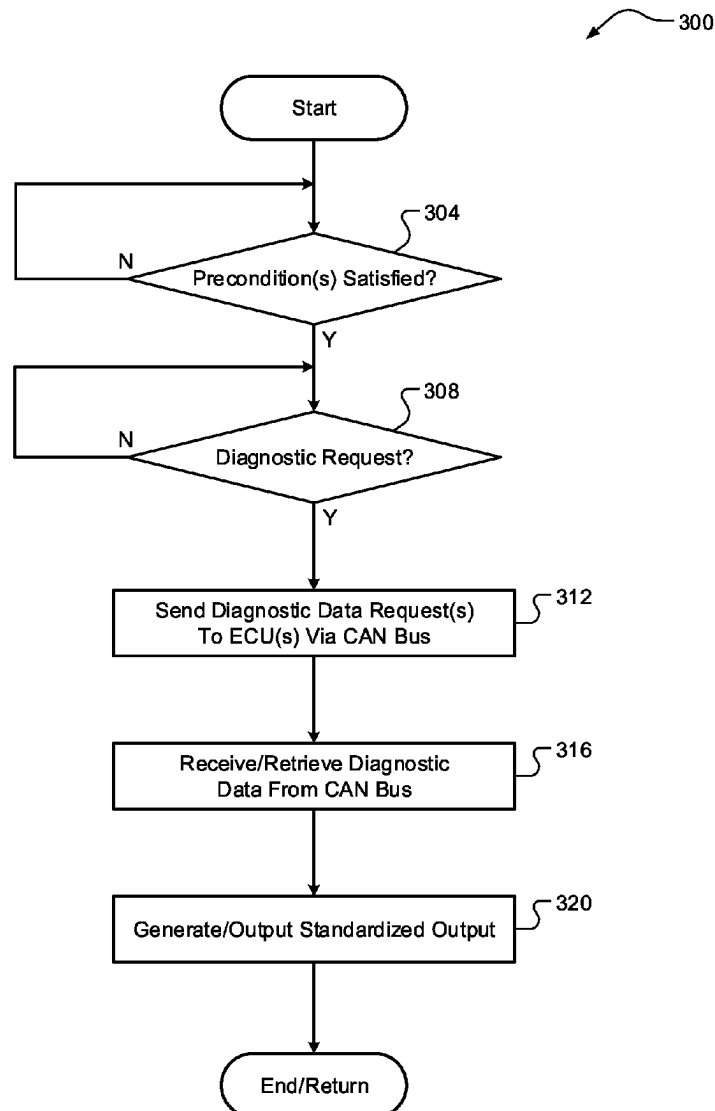 300
Start
304
N
Precondition(s) Satisfied?
Y
308
N
Diagnostic Request?
Y
Send Diagnostic Data Request(s)
To ECU(s) Via CAN Bus
312
Receive/Retrieve Diagnostic
Data From CAN Bus
316
Generate/Output Standardized Output
320
End/Return